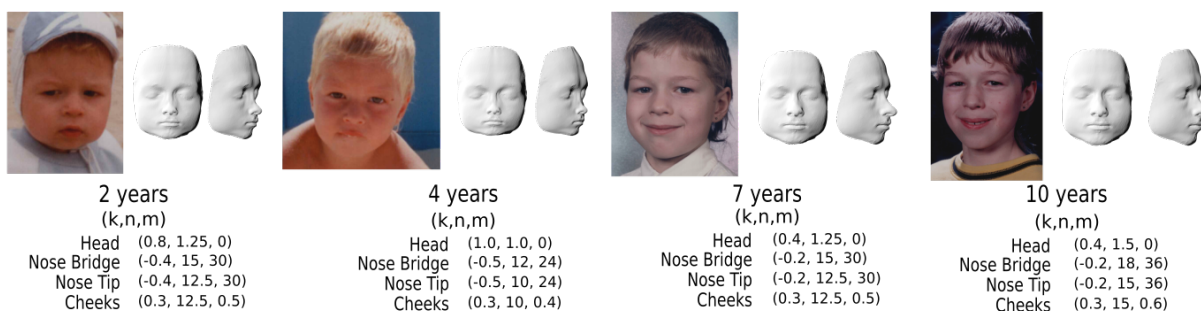 2 years
(k,n,m)
Head (0.8, 1.25, 0)
Nose Bridge (-0.4, 15, 30)
Nose Tip (-0.4, 12.5, 30)
Cheeks (0.3, 12.5, 0.5)
4 years
(k,n,m)
Head (1.0, 1.0, 0)
Nose Bridge (-0.5, 12, 24)
Nose Tip (-0.5, 10, 24)
Cheeks (0.3, 10, 0.4)
7 years
(k,n,m)
Head (0.4, 1.25, 0)
Nose Bridge (-0.2, 15, 30)
Nose Tip (-0.2, 12.5, 30)
Cheeks (0.3, 12.5, 0.5)
10 years
(k,n,m)
Head (0.4, 1.5, 0)
Nose Bridge (-0.2, 18, 36)
Nose Tip (-0.2, 15, 36)
Cheeks (0.3, 15, 0.6)